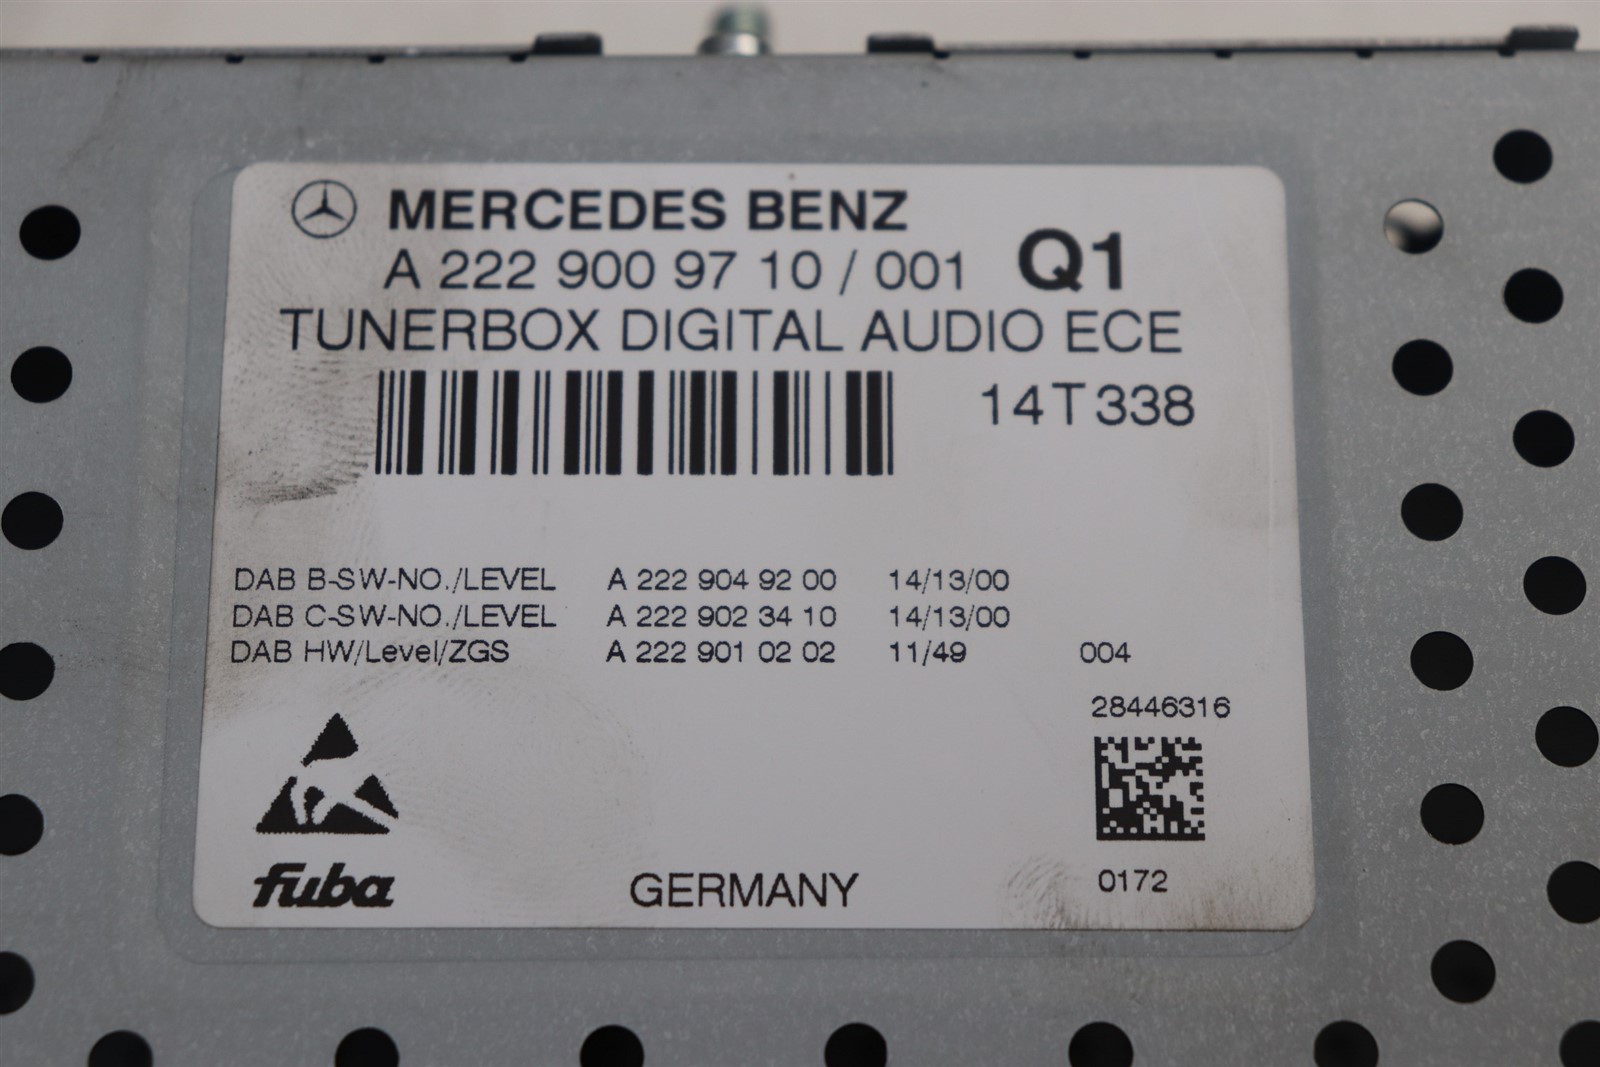 MERCEDES BENZ
A 222 900 97 10 / 001 Q1
TUNERBOX DIGITAL AUDIO ECE
14T338
DAB B-SW-NO./LEVEL A 222 904 92 00 14/13/00
DAB C-SW-NO./LEVEL A 222 902 34 10 14/13/00
DAB HW/Level/ZGS A 222 901 02 02 11/49 004
28446316
0172
fuba
GERMANY